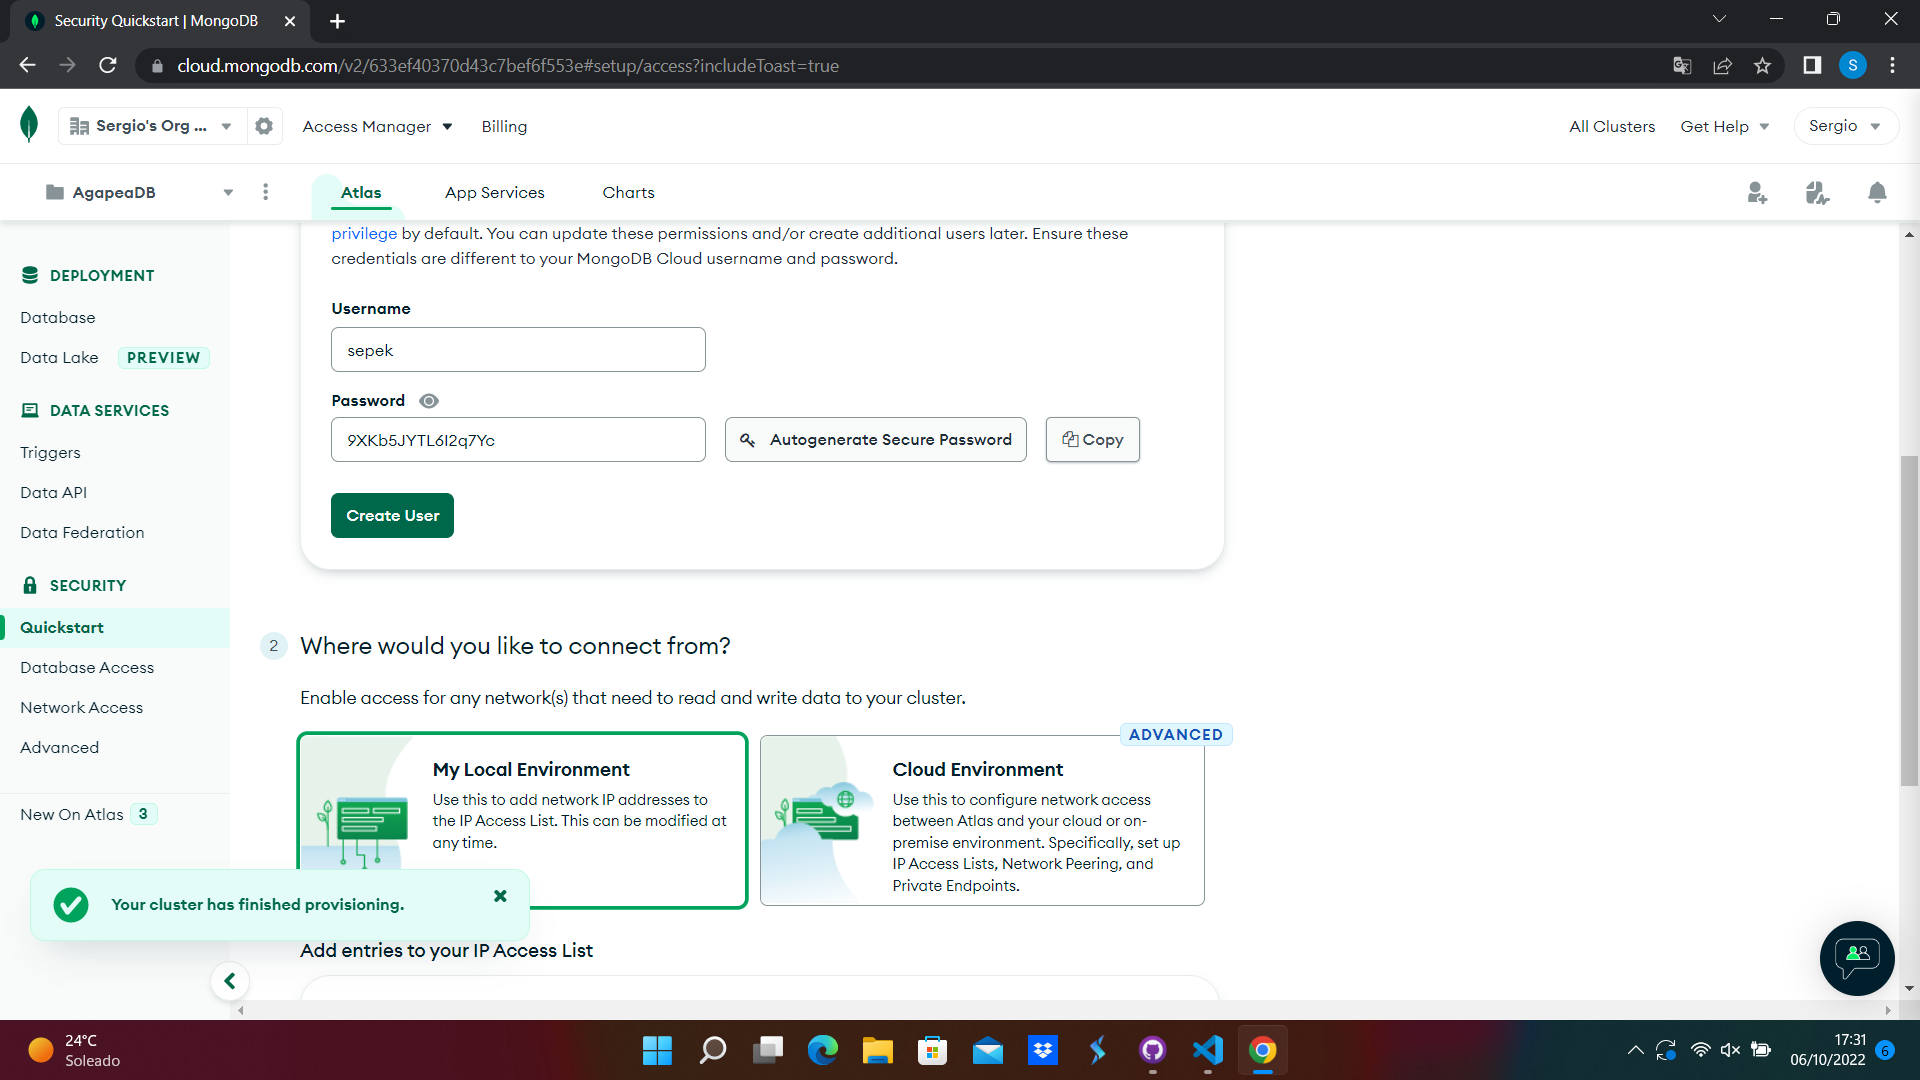 Security Quickstart | MongoDB
cloud.mongodb.com/v2/633ef40370d43c7bef6f553e#setup/access?includeToast=true
S
Sergio's Org ...
Access Manager
Billing
All Clusters
Get Help
Sergio
AgapeaDB
Atlas
App Services
Charts
DEPLOYMENT
Database
Data Lake PREVIEW
DATA SERVICES
Triggers
Data API
Data Federation
SECURITY
Quickstart
Database Access
Network Access
Advanced
New On Atlas 3
privilege by default. You can update these permissions and/or create additional users later. Ensure these
credentials are different to your MongoDB Cloud username and password.
Username
sepek
Password
9XKb5JYTL6I2q7Yc
Autogenerate Secure Password
Copy
Create User
2 Where would you like to connect from?
Enable access for any network(s) that need to read and write data to your cluster.
My Local Environment
Use this to add network IP addresses to
the IP Access List. This can be modified at
any time.
ADVANCED
Cloud Environment
Use this to configure network access
between Atlas and your cloud or on-
premise environment. Specifically, set up
IP Access Lists, Network Peering, and
Private Endpoints.
Your cluster has finished provisioning.
Add entries to your IP Access List
24°C
Soleado
17:31
06/10/2022
6